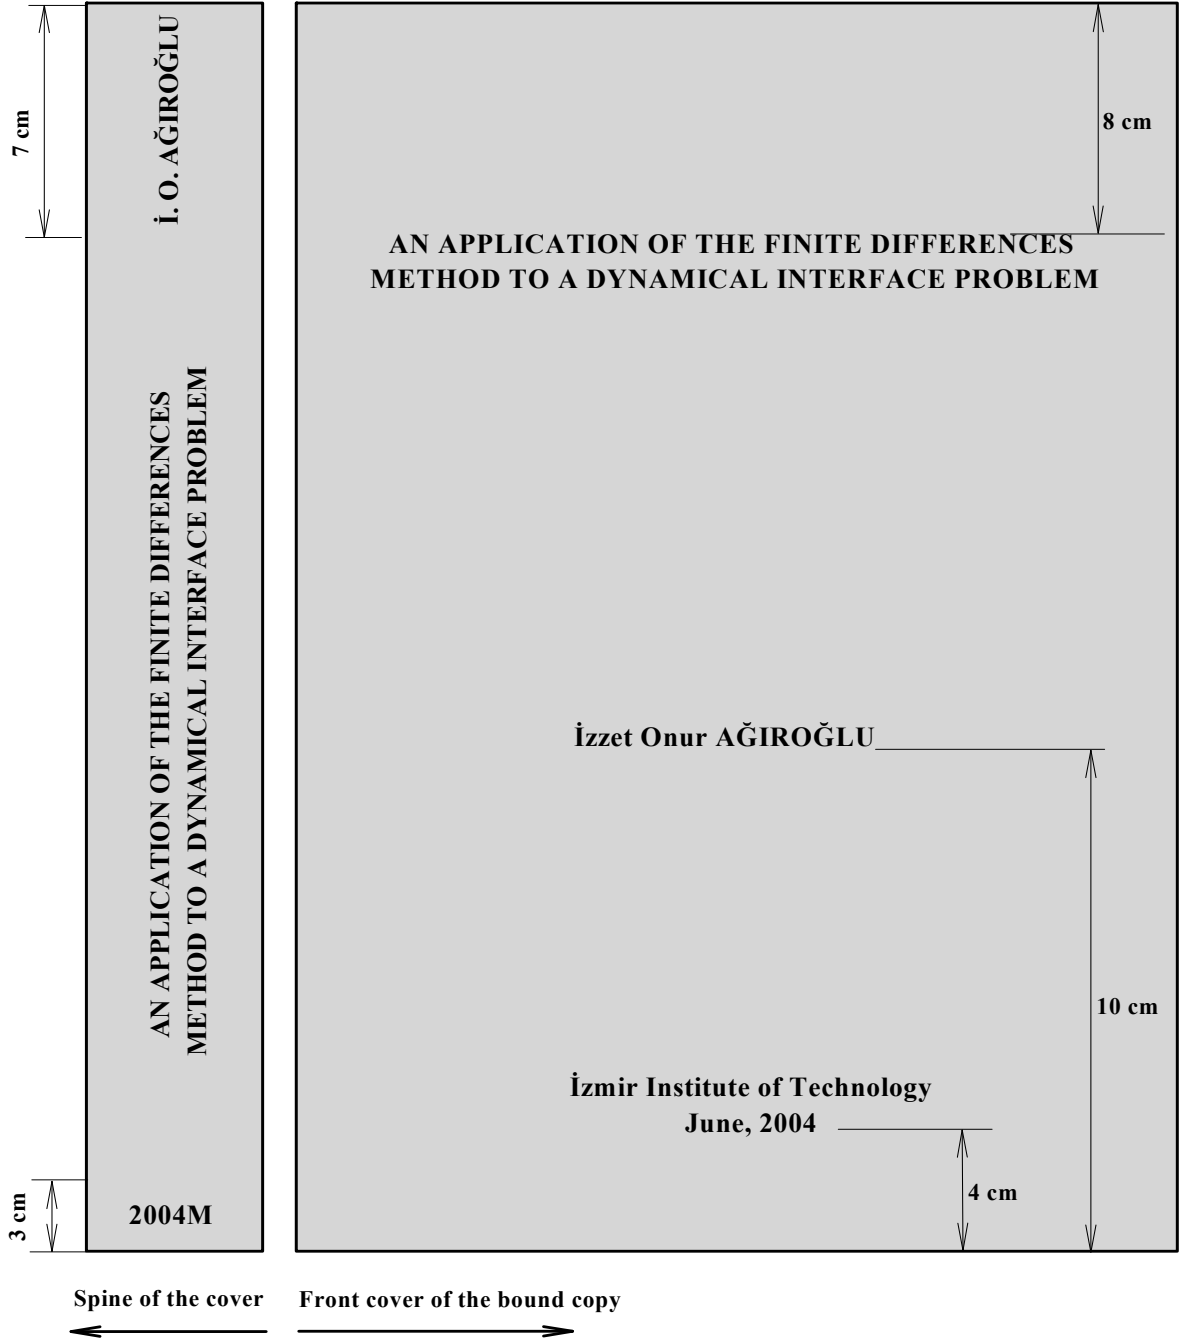 7 cm
İ. O. AĞIROĞLU
AN APPLICATION OF THE FINITE DIFFERENCES
METHOD TO A DYNAMICAL INTERFACE PROBLEM
3 cm
2004M
8 cm
AN APPLICATION OF THE FINITE DIFFERENCES
METHOD TO A DYNAMICAL INTERFACE PROBLEM
İzzet Onur AĞIROĞLU
10 cm
İzmir Institute of Technology
June, 2004
4 cm
Spine of the cover
Front cover of the bound copy